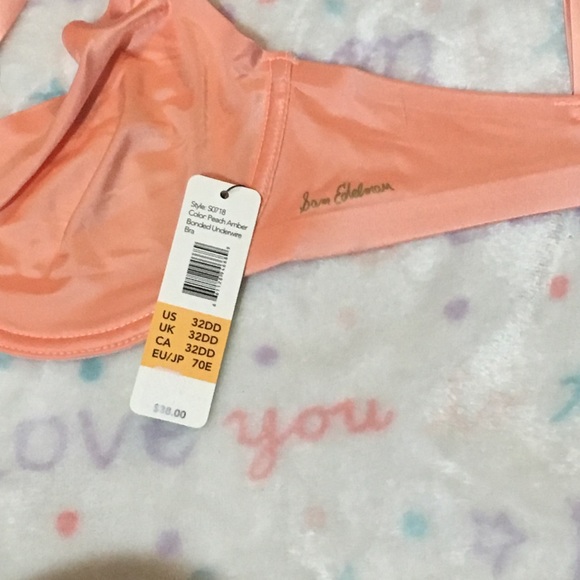 Sam Edelman
Style: S0718
Color: Peach Amber
Bonded Underwire
Bra
US 32DD
UK 32DD
CA 32DD
EU/JP 70E
$38.00
ove you